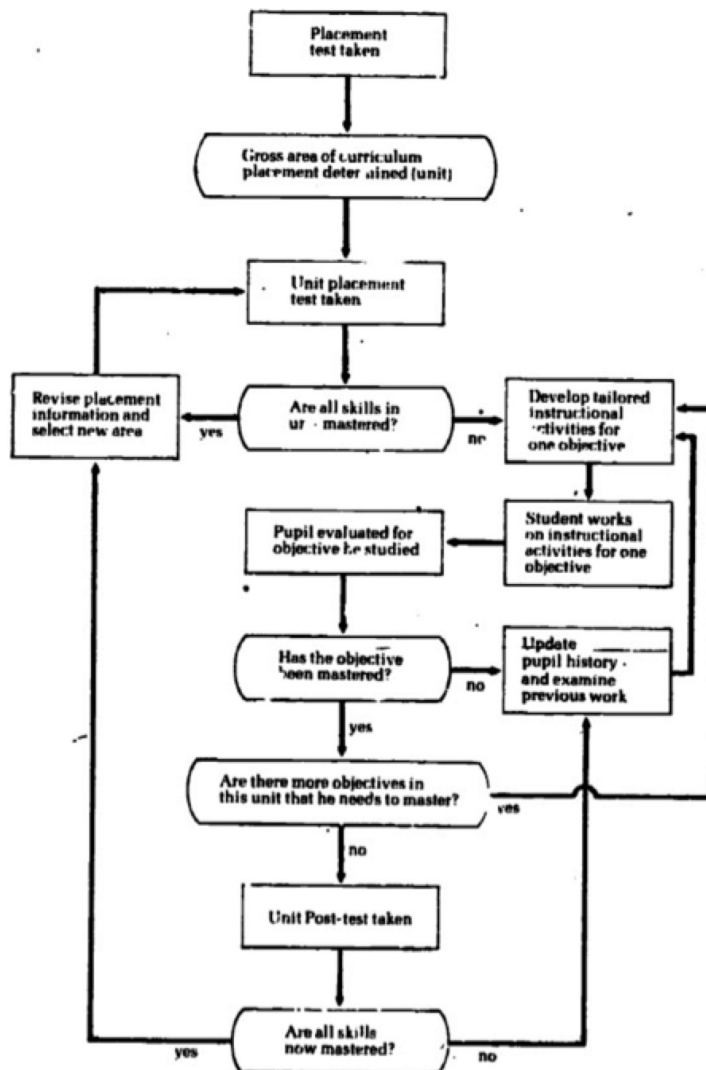 Placement
test taken
Gross area of curriculum
placement determined (unit)
Unit placement
test taken
Revise placement
information and
select new area
yes
Are all skills in
mastered?
Develop tailored
instructional
activities for
one objective
Pupil evaluated for
objective he studied
Student works
on instructional
activities for one
objective
Has the objective
been mastered?
no
Update
pupil history
and examine
previous work
yes
Are there more objectives in
this unit that he needs to master?
yes
no
Unit Post-test taken
yes
Are all skills
now mastered?
no